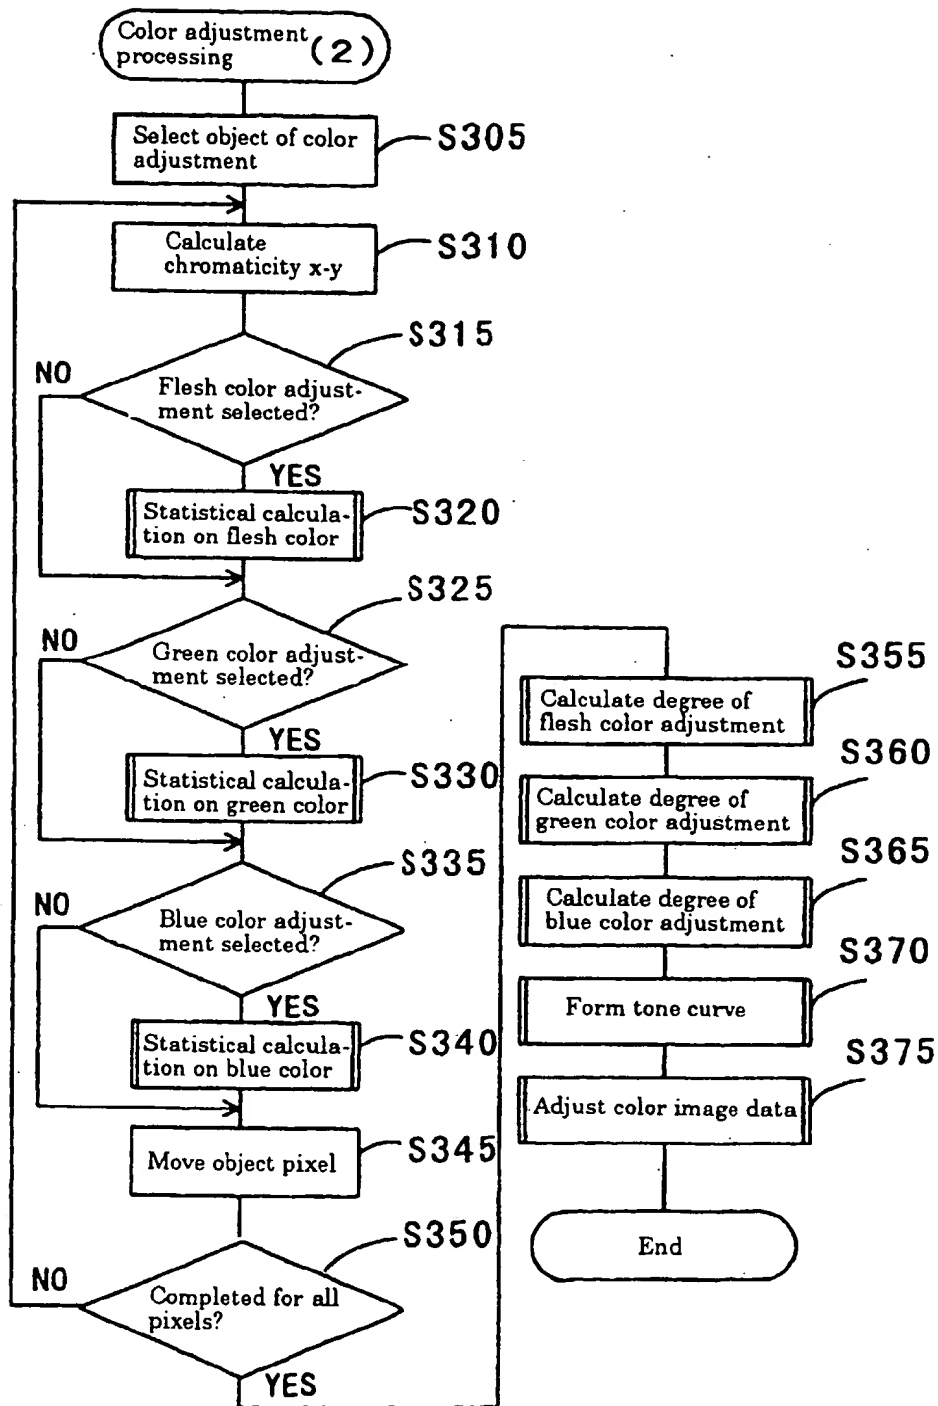 Color adjustment
processing (2)
Select object of color
adjustment
S305
Calculate
chromaticity x-y
S310
S315
NO
Flesh color adjust-
ment selected?
YES
Statistical calcula-
tion on flesh color
S320
S325
NO
Green color adjust-
ment selected?
YES
Statistical calcula-
tion on green color
S330
S335
NO
Blue color adjust-
ment selected?
YES
Statistical calcula-
tion on blue color
S340
Move object pixel
S345
S350
NO
Completed for all
pixels?
YES
S355
Calculate degree of
flesh color adjustment
S360
Calculate degree of
green color adjustment
S365
Calculate degree of
blue color adjustment
S370
Form tone curve
S375
Adjust color image data
End